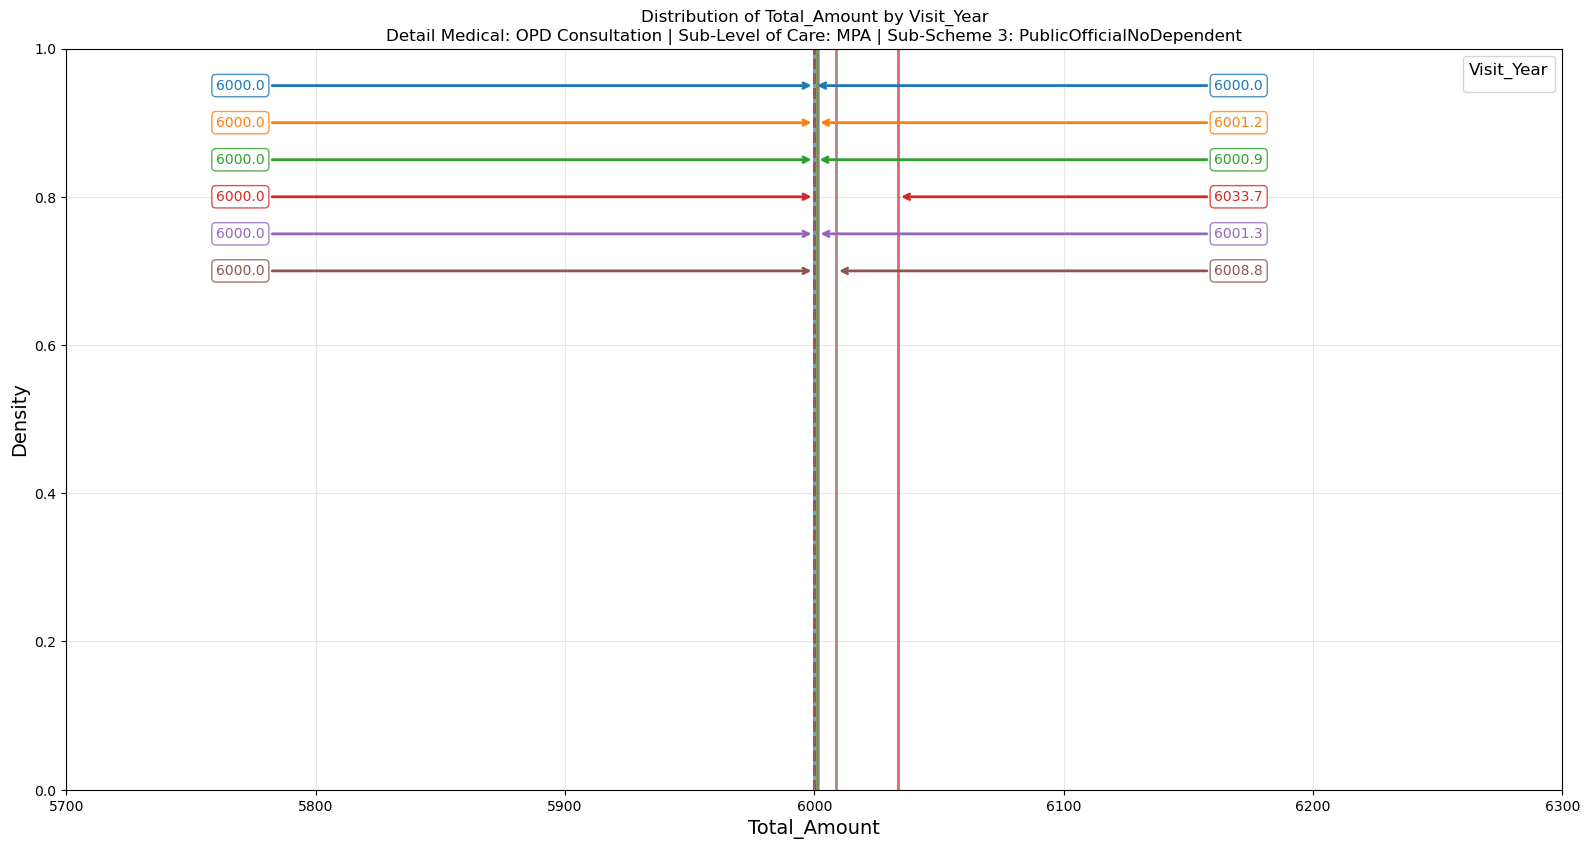 Distribution of Total_Amount by Visit_Year
Detail Medical: OPD Consultation | Sub-Level of Care: MPA | Sub-Scheme 3: PublicOfficialNoDependent
Visit_Year
1.0
0.8
0.6
0.4
0.2
0.0
Density
6000.0 6000.0
6000.0 6001.2
6000.0 6000.9
6000.0 6033.7
6000.0 6001.3
6000.0 6008.8
5700 5800 5900 6000 6100 6200 6300
Total_Amount